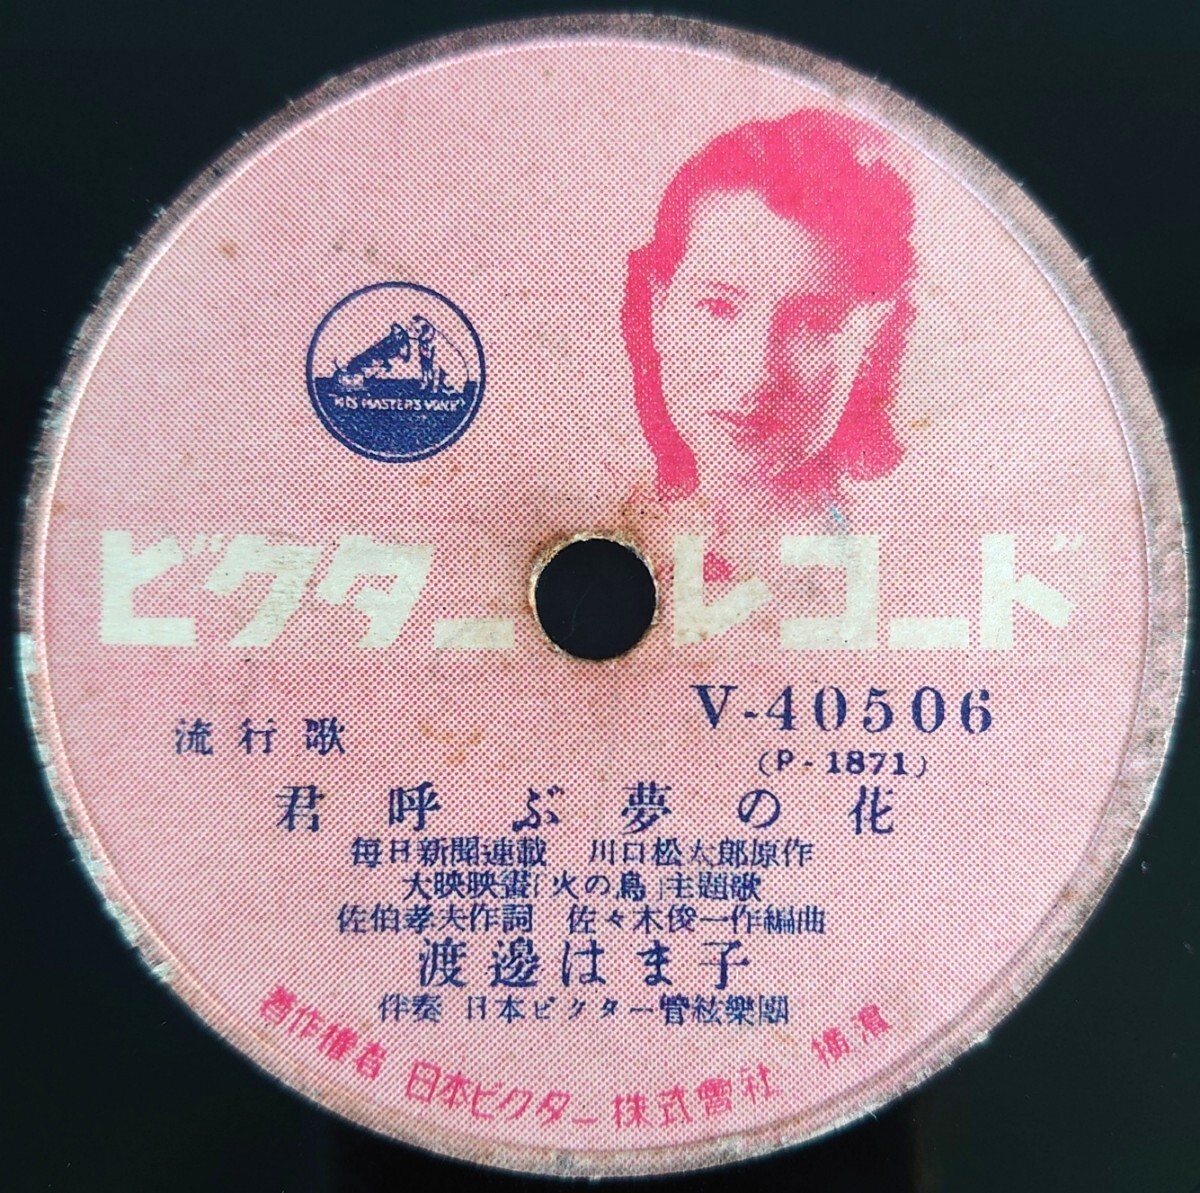 "HIS MASTER'S VOICE"
ビクター レコード
V-40506
流行歌
(P-1871)
君呼ぶ夢の花
毎日新聞連載 川口松太郎原作
大映映畫「火の鳥」主題歌
佐伯孝夫作詞 佐々木俊一作編曲
渡邊はま子
伴奏 日本ビクター管絃樂團
著作権者 日本ビクター株式會社 横濱